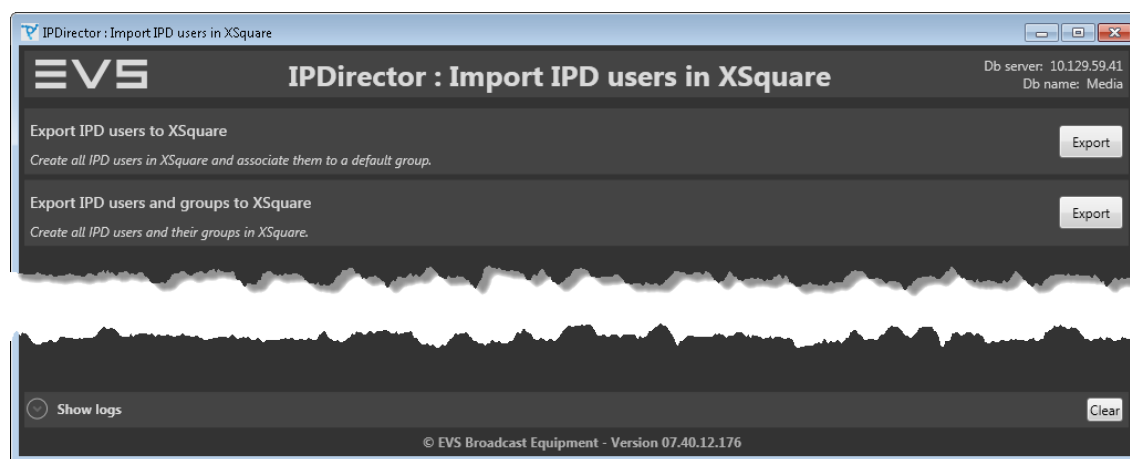 IPDirector : Import IPD users in XSquare
EVS
IPDirector : Import IPD users in XSquare
Db server: 10.129.59.41
Db name: Media
Export IPD users to XSquare
Create all IPD users in XSquare and associate them to a default group.
Export
Export IPD users and groups to XSquare
Create all IPD users and their groups in XSquare.
Export
Show logs
Clear
© EVS Broadcast Equipment - Version 07.40.12.176